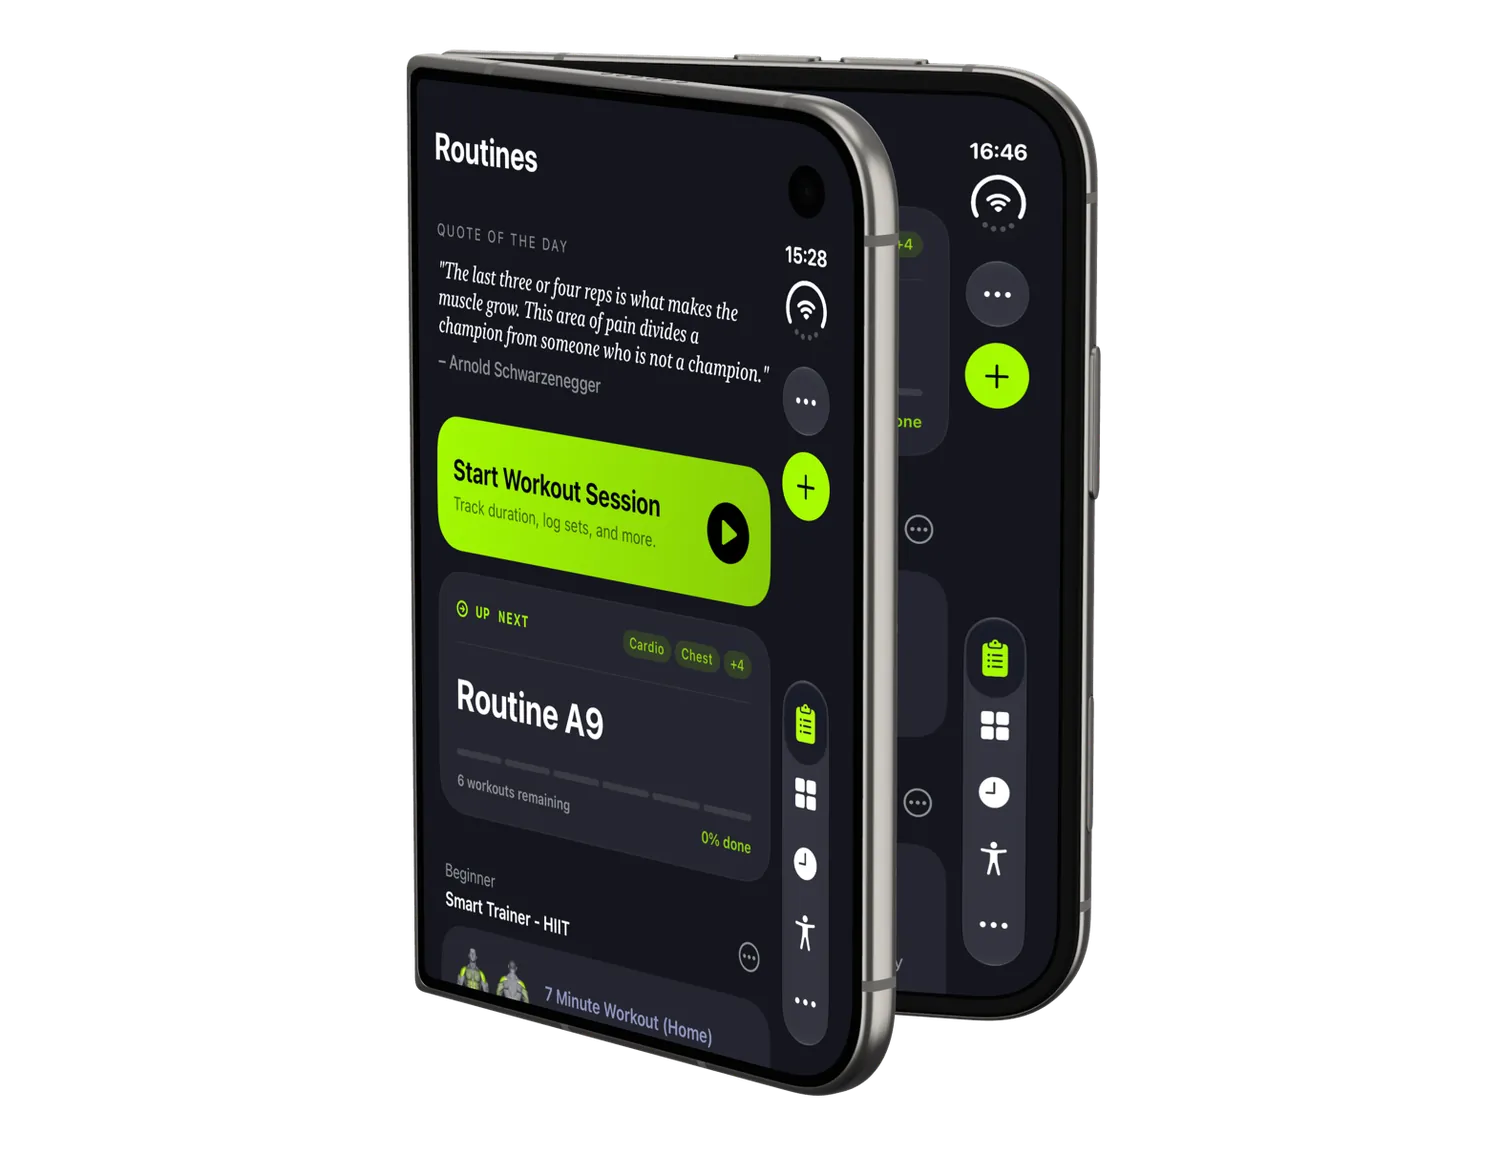 Routines
QUOTE OF THE DAY
"The last three or four reps is what makes the
muscle grow. This area of pain divides a
champion from someone who is not a champion."
– Arnold Schwarzenegger
15:28
Start Workout Session
Track duration, log sets, and more.
UP NEXT
Cardio Chest +4
Routine A9
6 workouts remaining
0% done
Beginner
Smart Trainer - HIIT
7 Minute Workout (Home)
16:46
+4
one
y